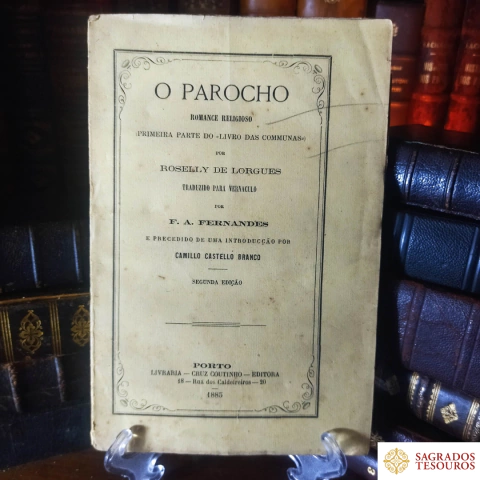 O PAROCHO
ROMANCE RELIGIOSO
(PRIMEIRA PARTE DO «LIVRO DAS COMMUNAS»)
POR
ROSELLY DE LORGUES
TRADUZIDO PARA VERNACULO
POR
F. A. FERNANDES
E PRECEDIDO DE UMA INTRODUCÇÃO POR
CAMILLO CASTELLO BRANCO
SEGUNDA EDIÇÃO
PORTO
LIVRARIA — CRUZ COUTINHO — EDITORA
18 — Rua dos Caldeireiros — 20
1885
SAGRADOS
TESOUROS